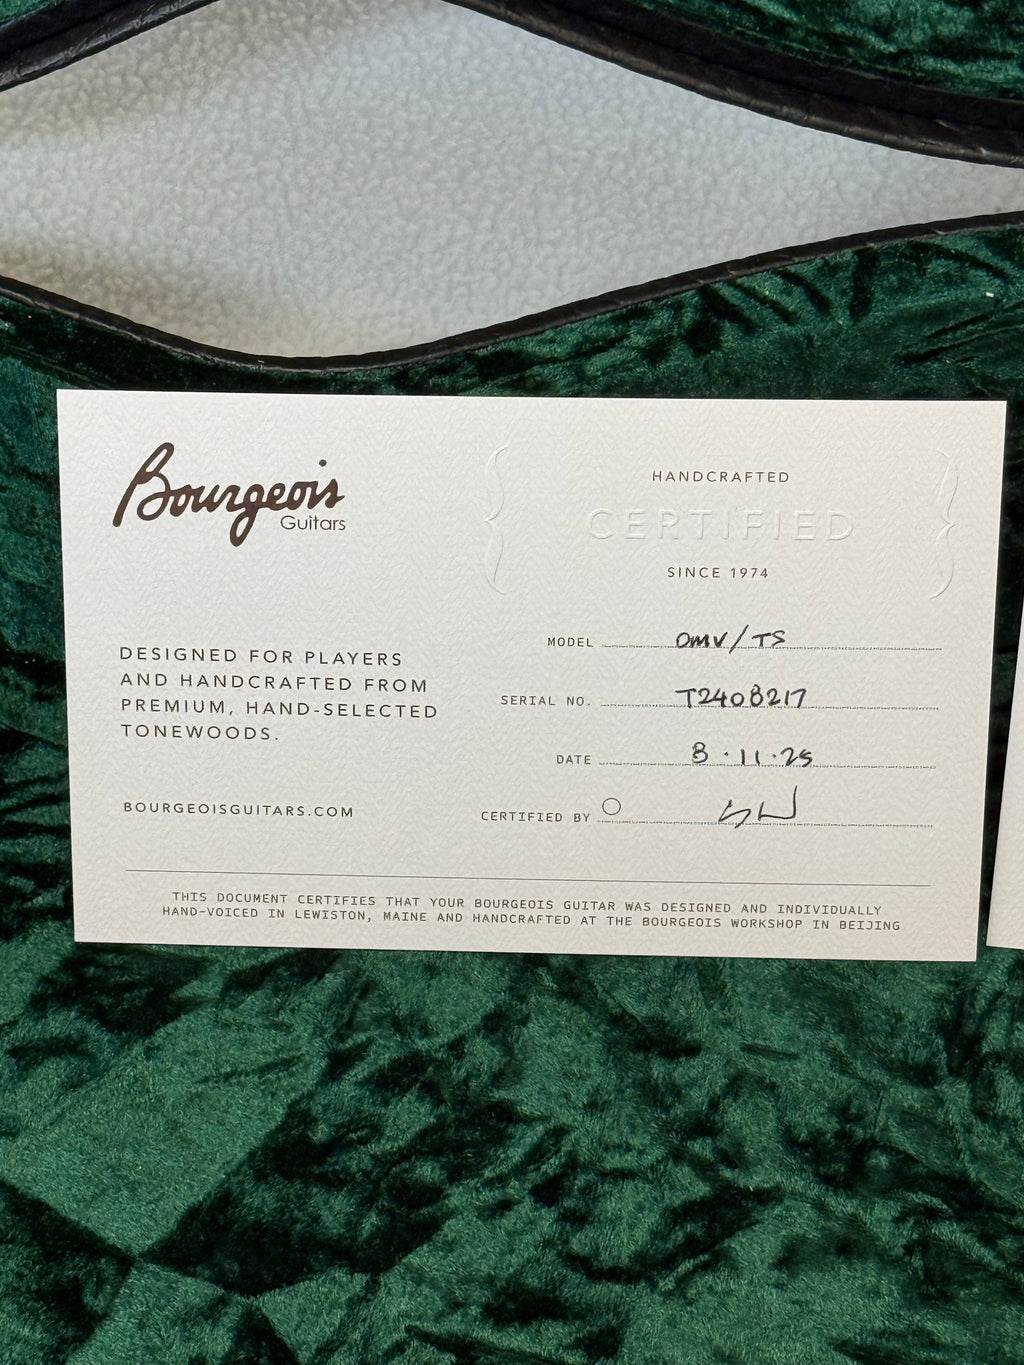 Bourgeois
Guitars
HANDCRAFTED
CERTIFIED
SINCE 1974
DESIGNED FOR PLAYERS
AND HANDCRAFTED FROM
PREMIUM, HAND-SELECTED
TONEWOODS.
BOURGEOISGUITARS.COM
MODEL OMV/TS
SERIAL NO. T2408217
DATE 8.11.25
CERTIFIED BY
THIS DOCUMENT CERTIFIES THAT YOUR BOURGEOIS GUITAR WAS DESIGNED AND INDIVIDUALLY
HAND-VOICED IN LEWISTON, MAINE AND HANDCRAFTED AT THE BOURGEOIS WORKSHOP IN BEIJING